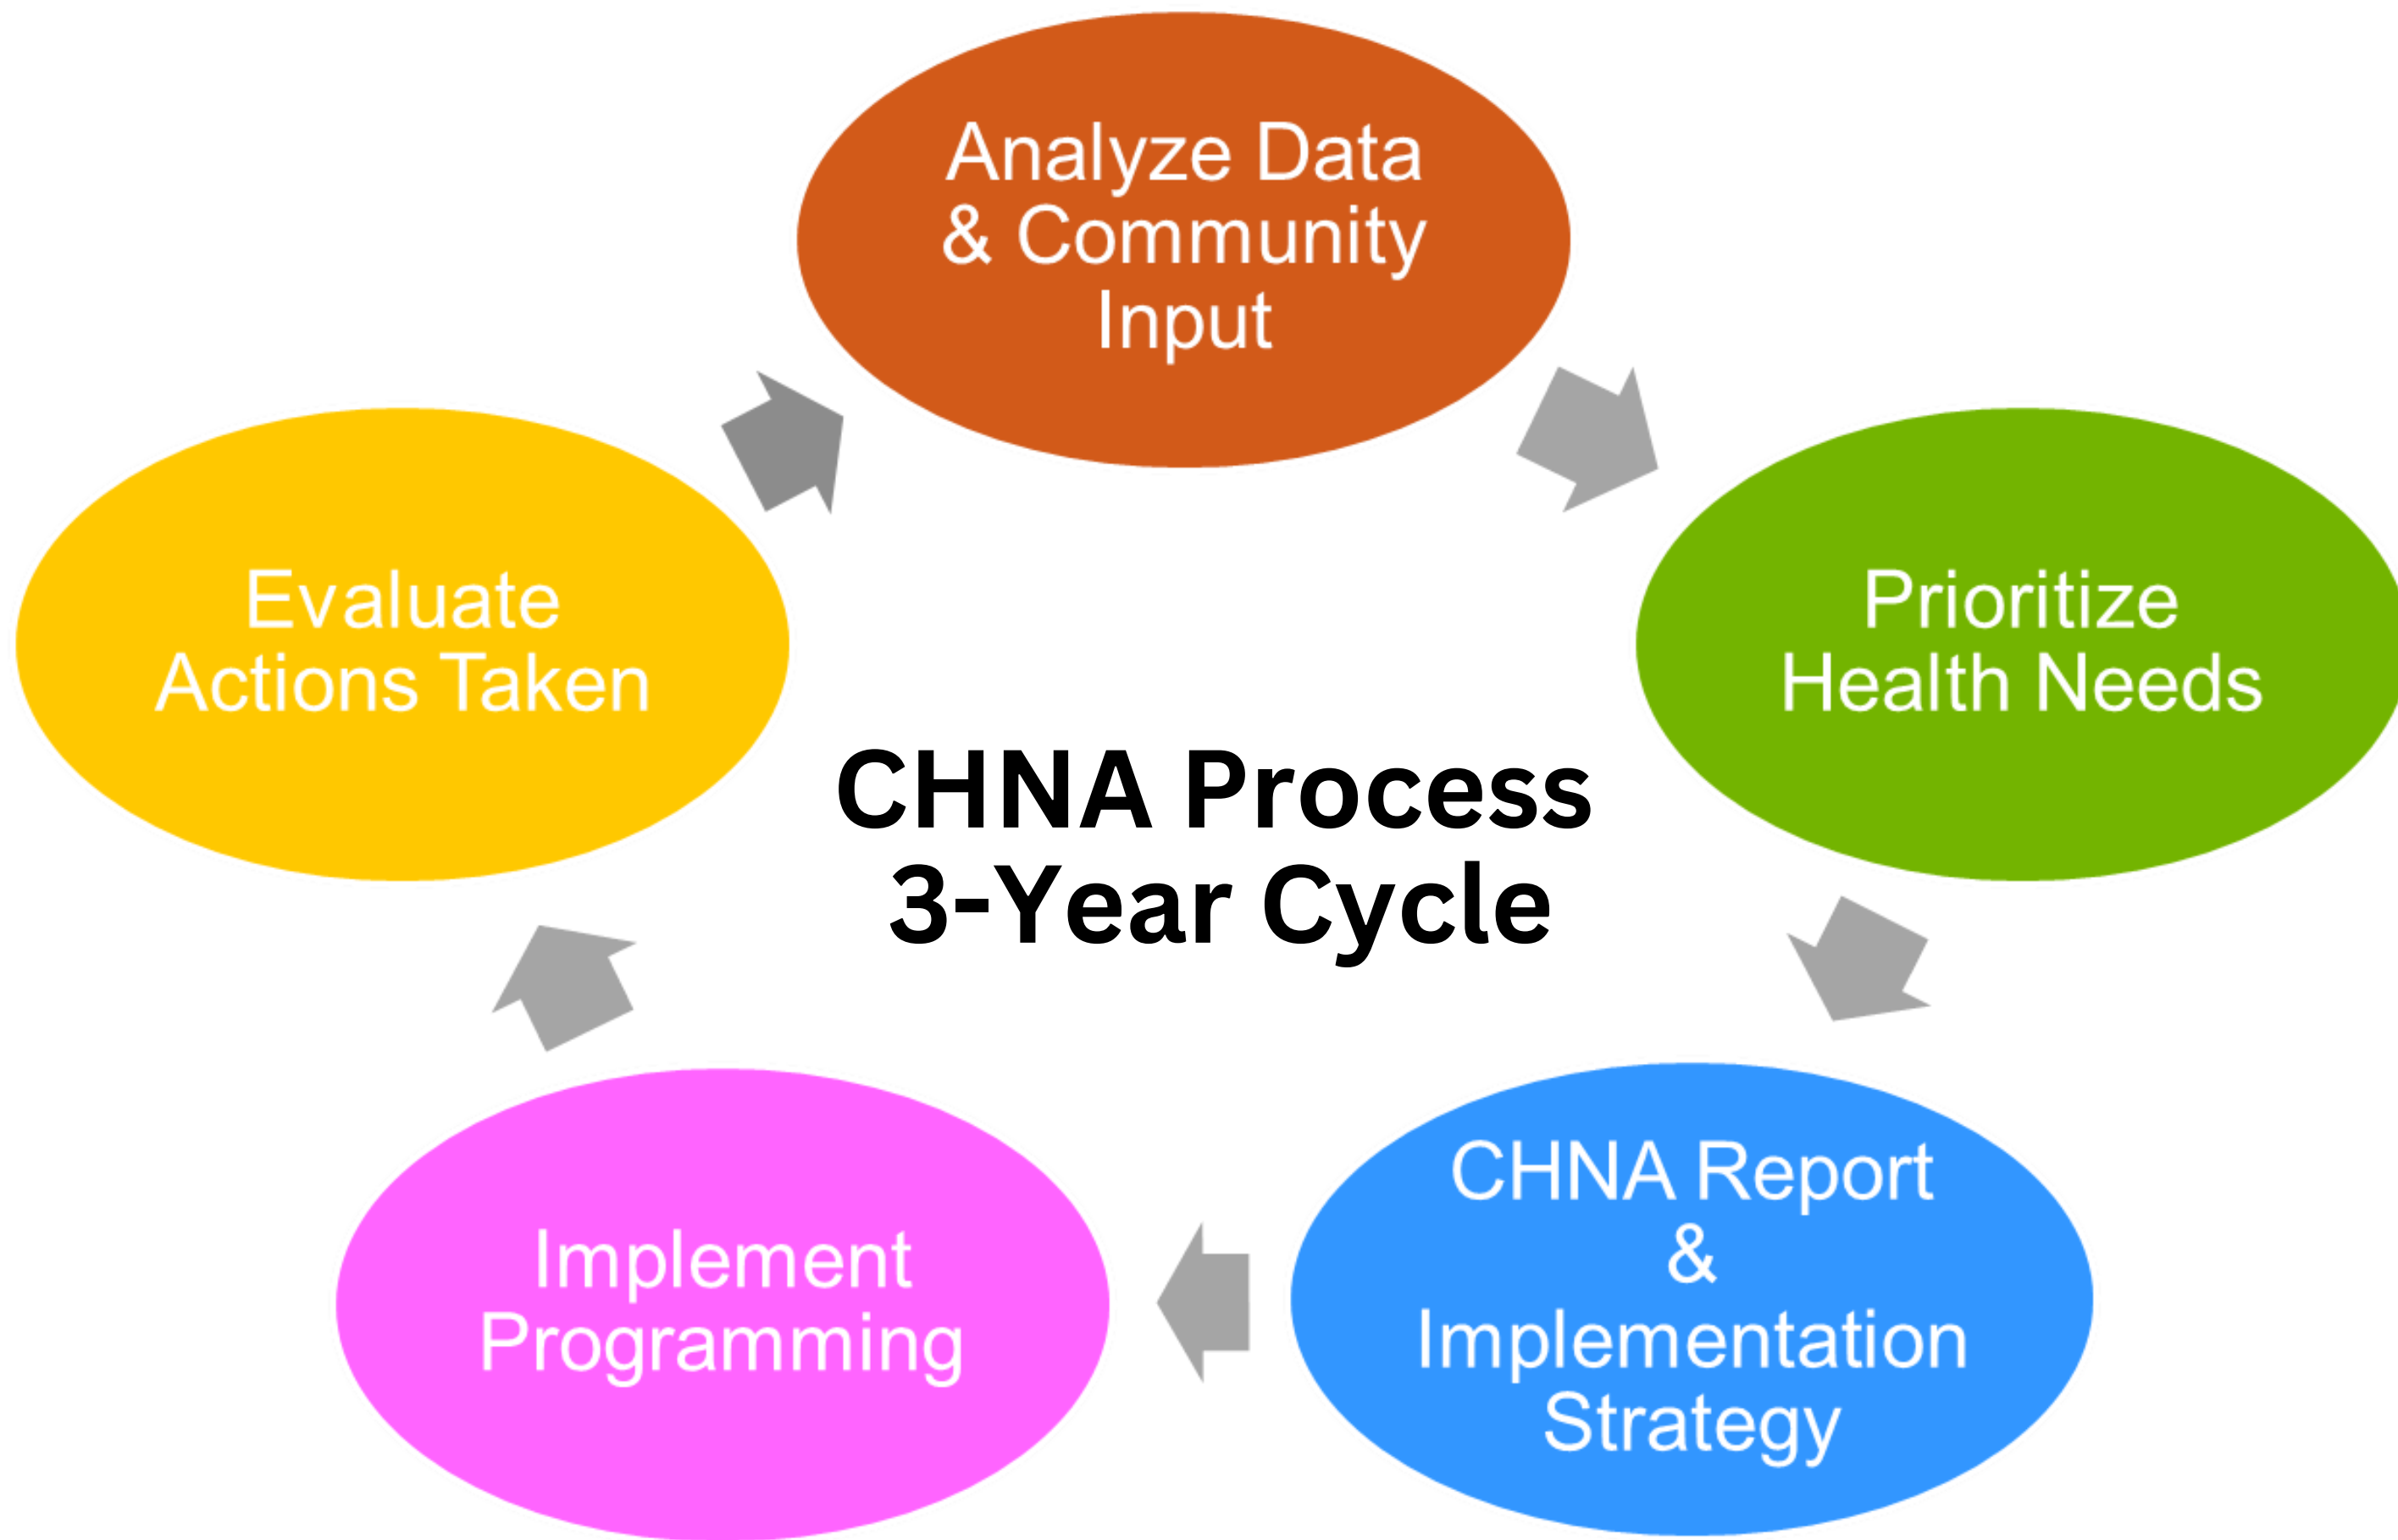 Analyze Data
& Community
Input
Prioritize
Health Needs
CHNA Report
&
Implementation
Strategy
Implement
Programming
Evaluate
Actions Taken
CHNA Process
3-Year Cycle